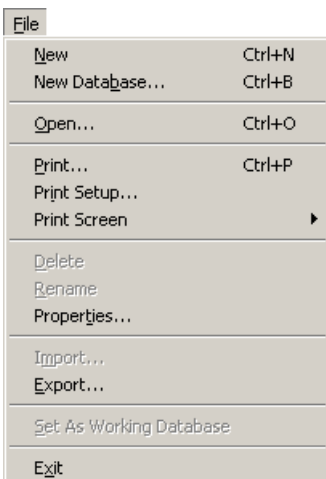 File
New Ctrl+N
New Database... Ctrl+B
Open... Ctrl+O
Print... Ctrl+P
Print Setup...
Print Screen
Delete
Rename
Properties...
Import...
Export...
Set As Working Database
Exit